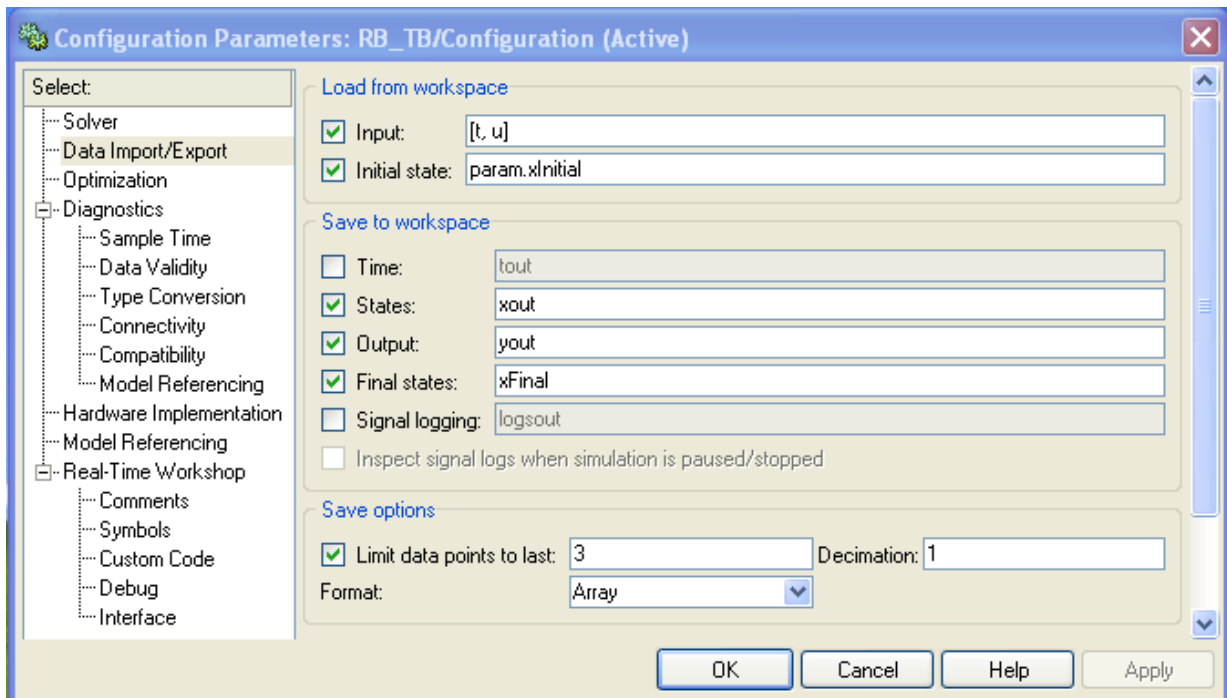 Configuration Parameters: RB_TB/Configuration (Active)
Select:
Solver
Data Import/Export
Optimization
Diagnostics
Sample Time
Data Validity
Type Conversion
Connectivity
Compatibility
Model Referencing
Hardware Implementation
Model Referencing
Real-Time Workshop
Comments
Symbols
Custom Code
Debug
Interface
Load from workspace
Input: [t, u]
Initial state: param.xInitial
Save to workspace
Time: tout
States: xout
Output: yout
Final states: xFinal
Signal logging: logsout
Inspect signal logs when simulation is paused/stopped
Save options
Limit data points to last: 3 Decimation: 1
Format: Array
OK Cancel Help Apply